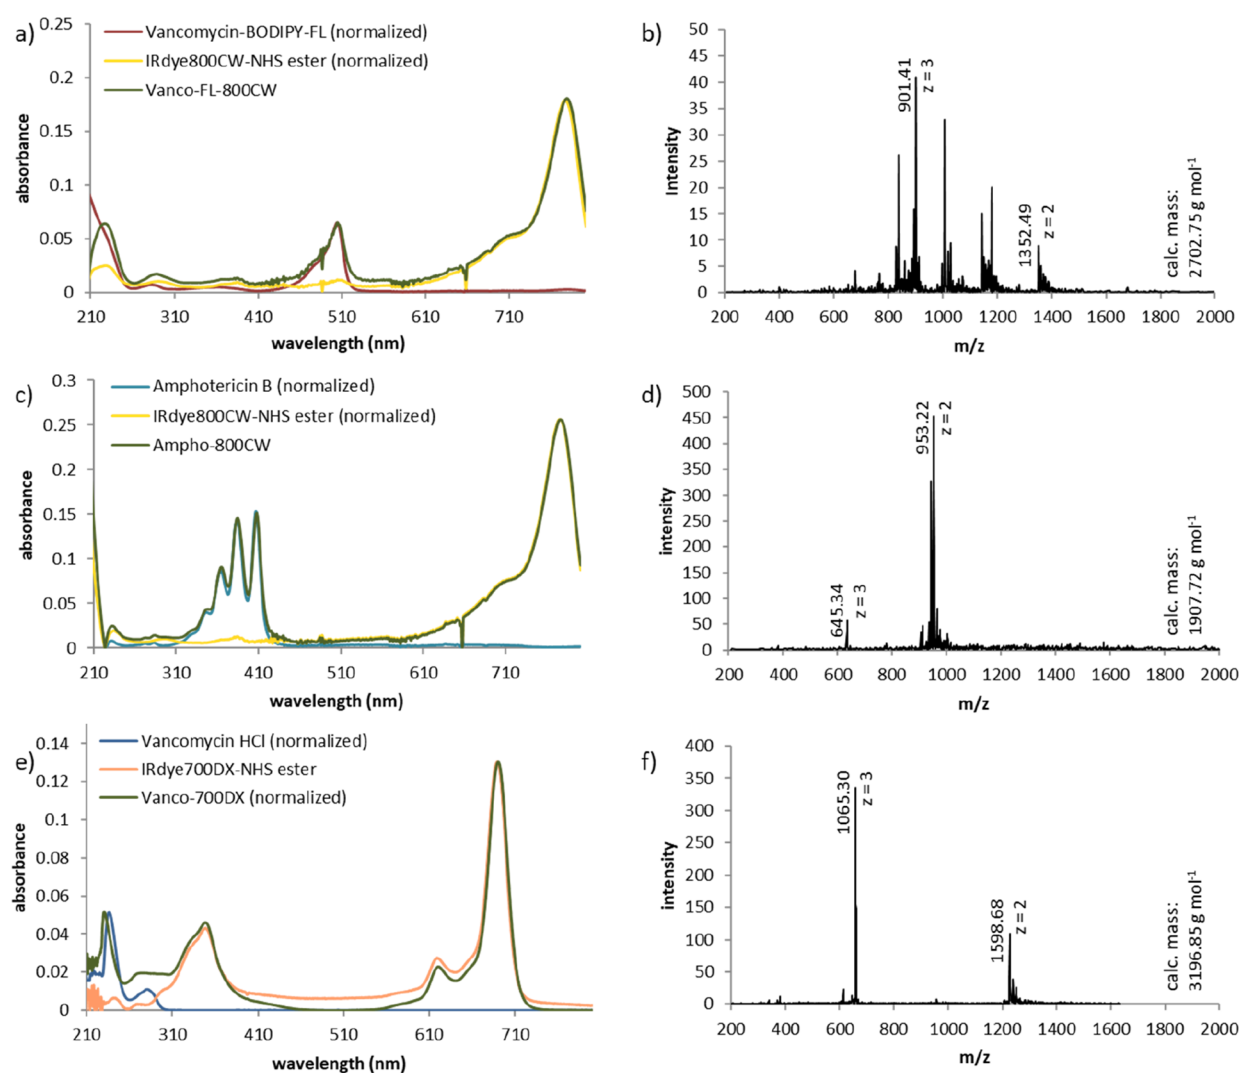 a)
Vancomycin-BODIPY-FL (normalized)
IRdye800CW-NHS ester (normalized)
Vanco-FL-800CW
absorbance
0.25
0.2
0.15
0.1
0.05
0
210 310 410 510 610 710
wavelength (nm)
b)
Intensity
50
45
40
35
30
25
20
15
10
5
0
901.41
z = 3
1352.49
z = 2
calc. mass:
2702.75 g mol-1
200 400 600 800 1000 1200 1400 1600 1800 2000
m/z
c)
Amphotericin B (normalized)
IRdye800CW-NHS ester (normalized)
Ampho-800CW
absorbance
0.3
0.25
0.2
0.15
0.1
0.05
0
210 310 410 510 610 710
wavelength (nm)
d)
intensity
500
450
400
350
300
250
200
150
100
50
0
645.34
z = 3
953.22
z = 2
calc. mass:
1907.72 g mol-1
200 400 600 800 1000 1200 1400 1600 1800 2000
m/z
e)
Vancomycin HCl (normalized)
IRdye700DX-NHS ester
Vanco-700DX (normalized)
absorbance
0.14
0.12
0.1
0.08
0.06
0.04
0.02
0
210 310 410 510 610 710
wavelength (nm)
f)
intensity
400
350
300
250
200
150
100
50
0
1065.30
z = 3
1598.68
z = 2
calc. mass:
3196.85 g mol-1
200 400 600 800 1000 1200 1400 1600 1800 2000
m/z